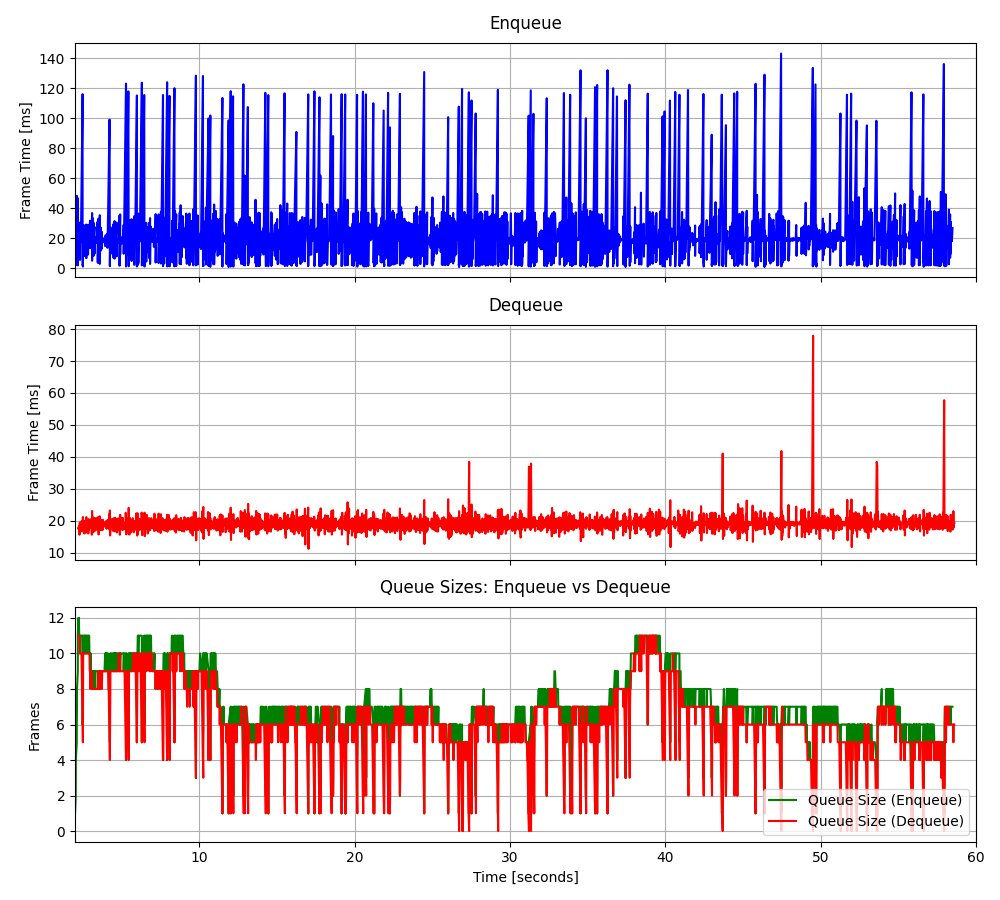 Enqueue
140
120
100
80
60
40
20
0
Frame Time [ms]
Dequeue
80
70
60
50
40
30
20
10
Frame Time [ms]
Queue Sizes: Enqueue vs Dequeue
12
10
8
6
4
2
0
Frames
Queue Size (Enqueue)
Queue Size (Dequeue)
10 20 30 40 50 60
Time [seconds]